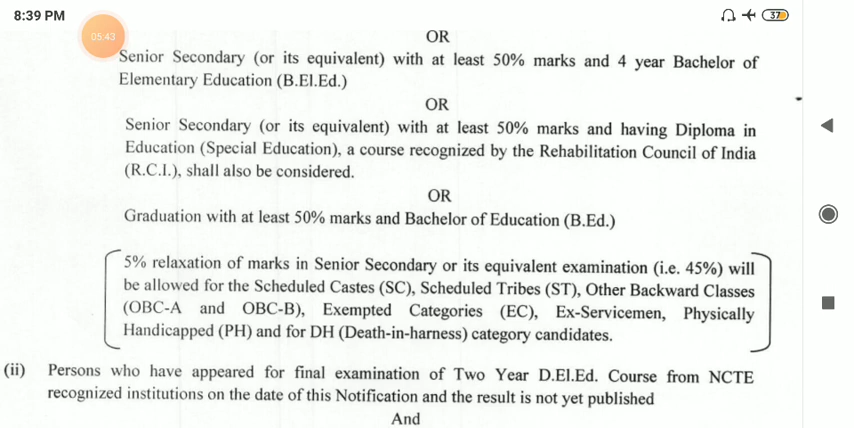 8:39 PM
37
05:43
OR
Senior Secondary (or its equivalent) with at least 50% marks and 4 year Bachelor of
Elementary Education (B.El.Ed.)
OR
Senior Secondary (or its equivalent) with at least 50% marks and having Diploma in
Education (Special Education), a course recognized by the Rehabilitation Council of India
(R.C.I.), shall also be considered.
OR
Graduation with at least 50% marks and Bachelor of Education (B.Ed.)
5% relaxation of marks in Senior Secondary or its equivalent examination (i.e. 45%) will
be allowed for the Scheduled Castes (SC), Scheduled Tribes (ST), Other Backward Classes
(OBC-A and OBC-B), Exempted Categories (EC), Ex-Servicemen, Physically
Handicapped (PH) and for DH (Death-in-harness) category candidates.
(ii) Persons who have appeared for final examination of Two Year D.El.Ed. Course from NCTE
recognized institutions on the date of this Notification and the result is not yet published
And